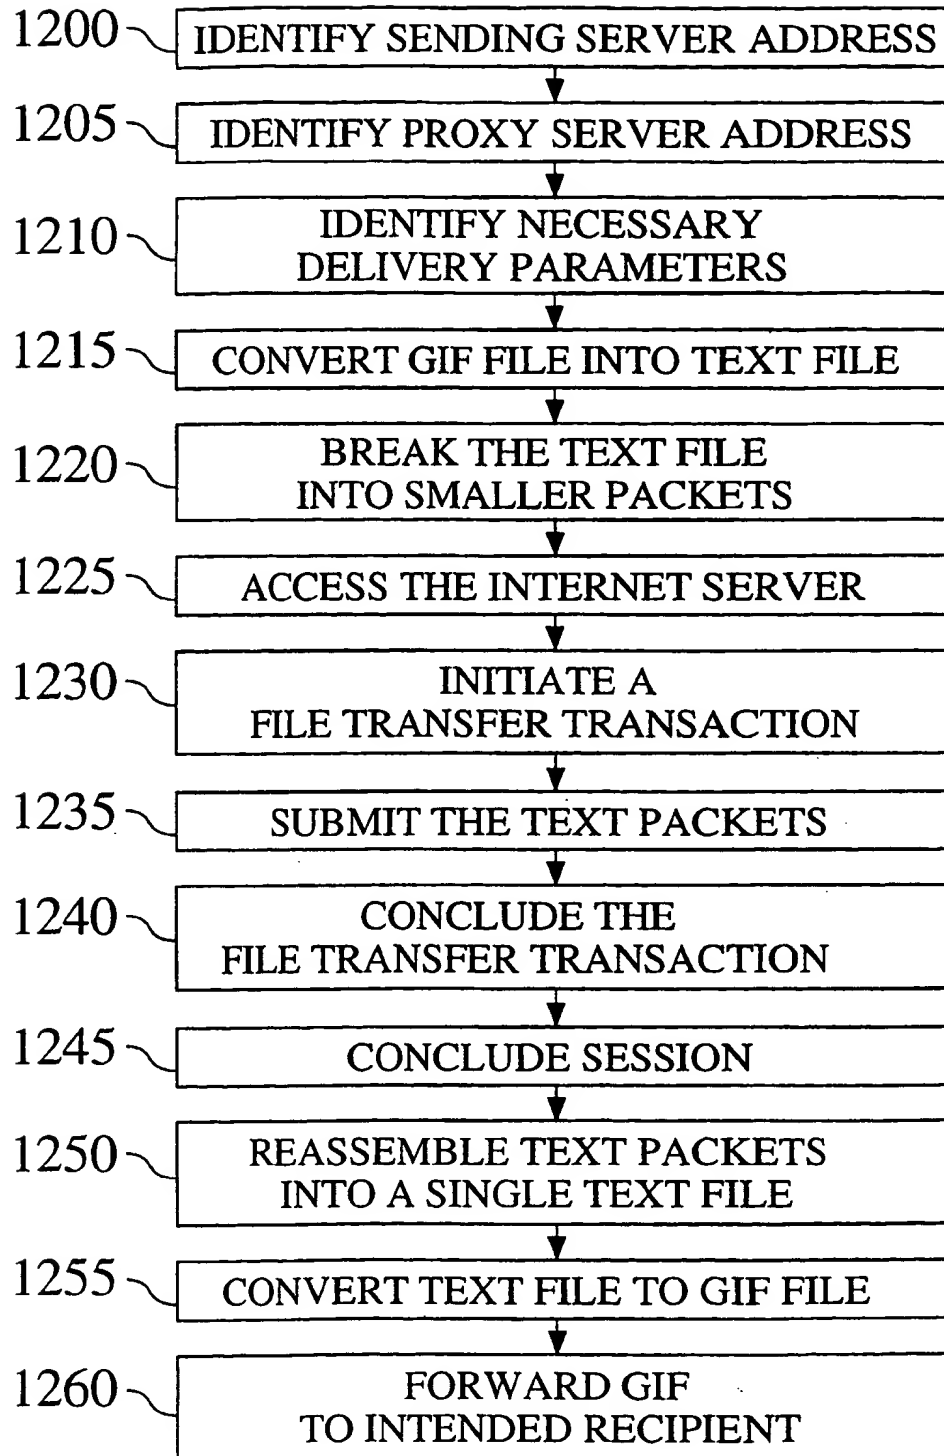 1200 IDENTIFY SENDING SERVER ADDRESS
1205 IDENTIFY PROXY SERVER ADDRESS
1210 IDENTIFY NECESSARY
DELIVERY PARAMETERS
1215 CONVERT GIF FILE INTO TEXT FILE
1220 BREAK THE TEXT FILE
INTO SMALLER PACKETS
1225 ACCESS THE INTERNET SERVER
1230 INITIATE A
FILE TRANSFER TRANSACTION
1235 SUBMIT THE TEXT PACKETS
1240 CONCLUDE THE
FILE TRANSFER TRANSACTION
1245 CONCLUDE SESSION
1250 REASSEMBLE TEXT PACKETS
INTO A SINGLE TEXT FILE
1255 CONVERT TEXT FILE TO GIF FILE
1260 FORWARD GIF
TO INTENDED RECIPIENT